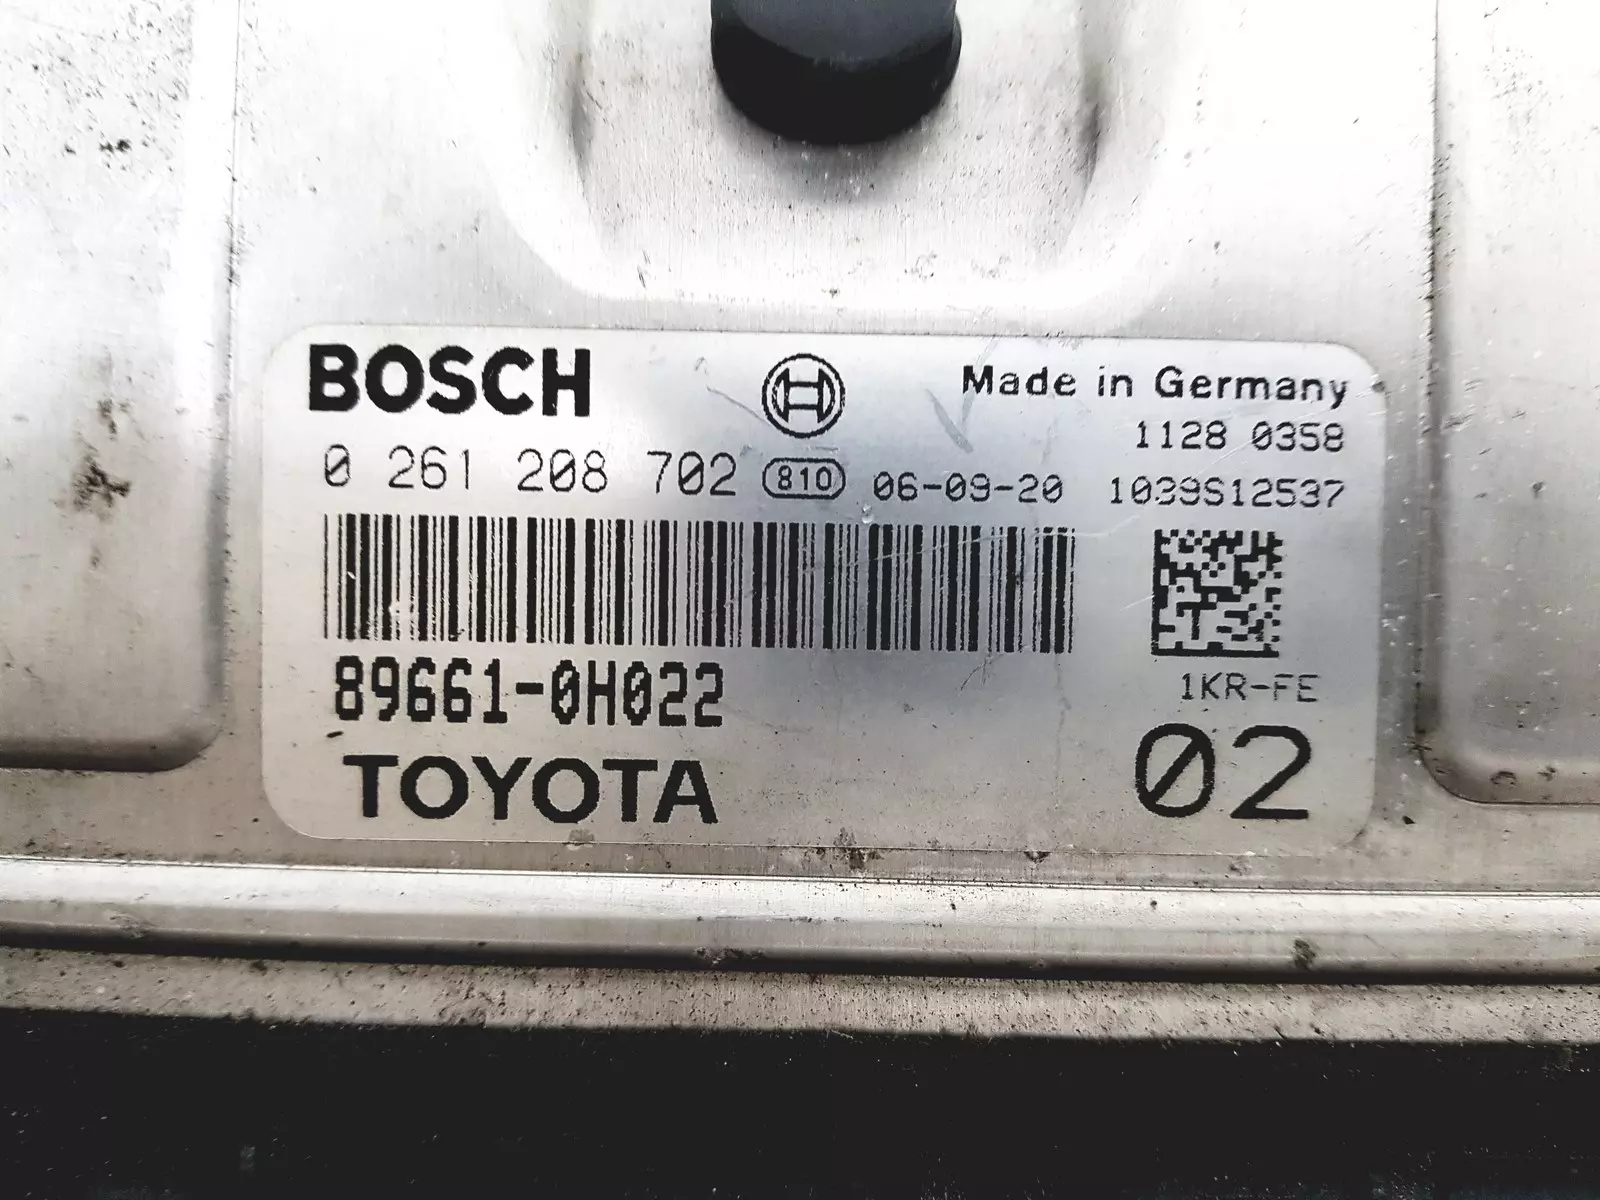 BOSCH
Made in Germany
1128 0358
0 261 208 702 810 06-09-20 1039S12537
89661-0H022
1KR-FE
TOYOTA
02